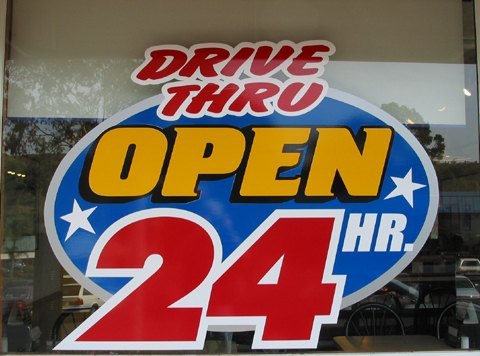 DRIVE
THRU
OPEN
24 HR.